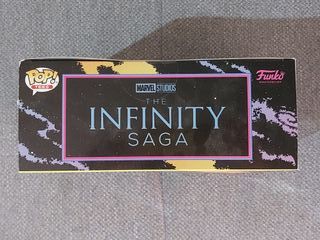 POP!
TEES
Funko
MARVEL STUDIOS
THE
INFINITY
SAGA